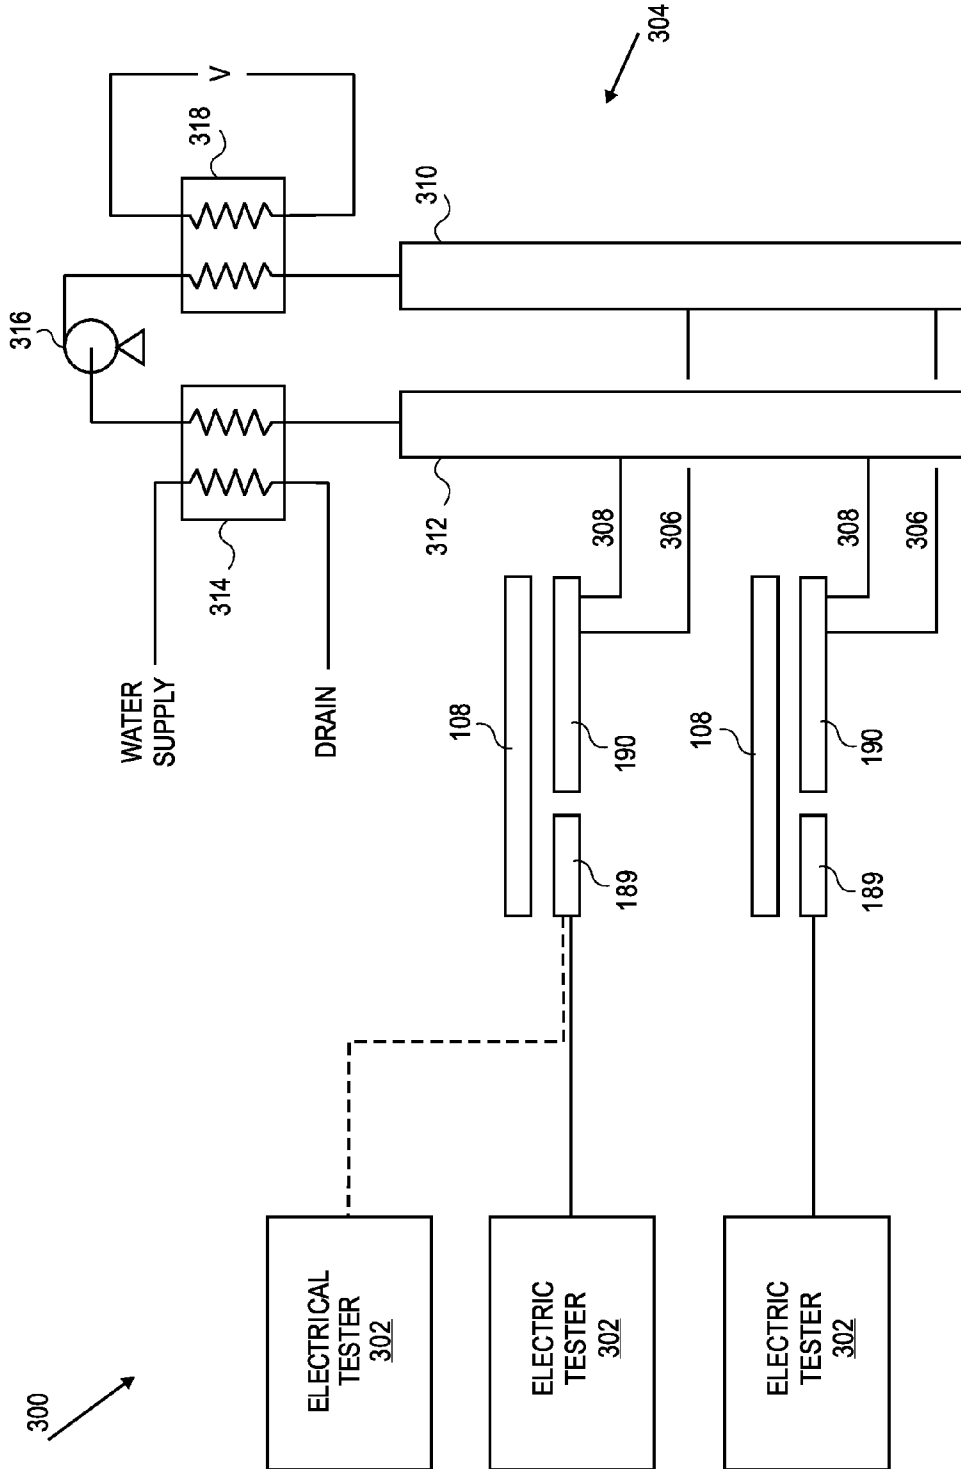 300
316
WATER
SUPPLY
318
V
314
DRAIN
ELECTRICAL
TESTER
302
312
310
108
ELECTRIC
TESTER
302
189
190
308
306
304
108
ELECTRIC
TESTER
302
189
190
308
306